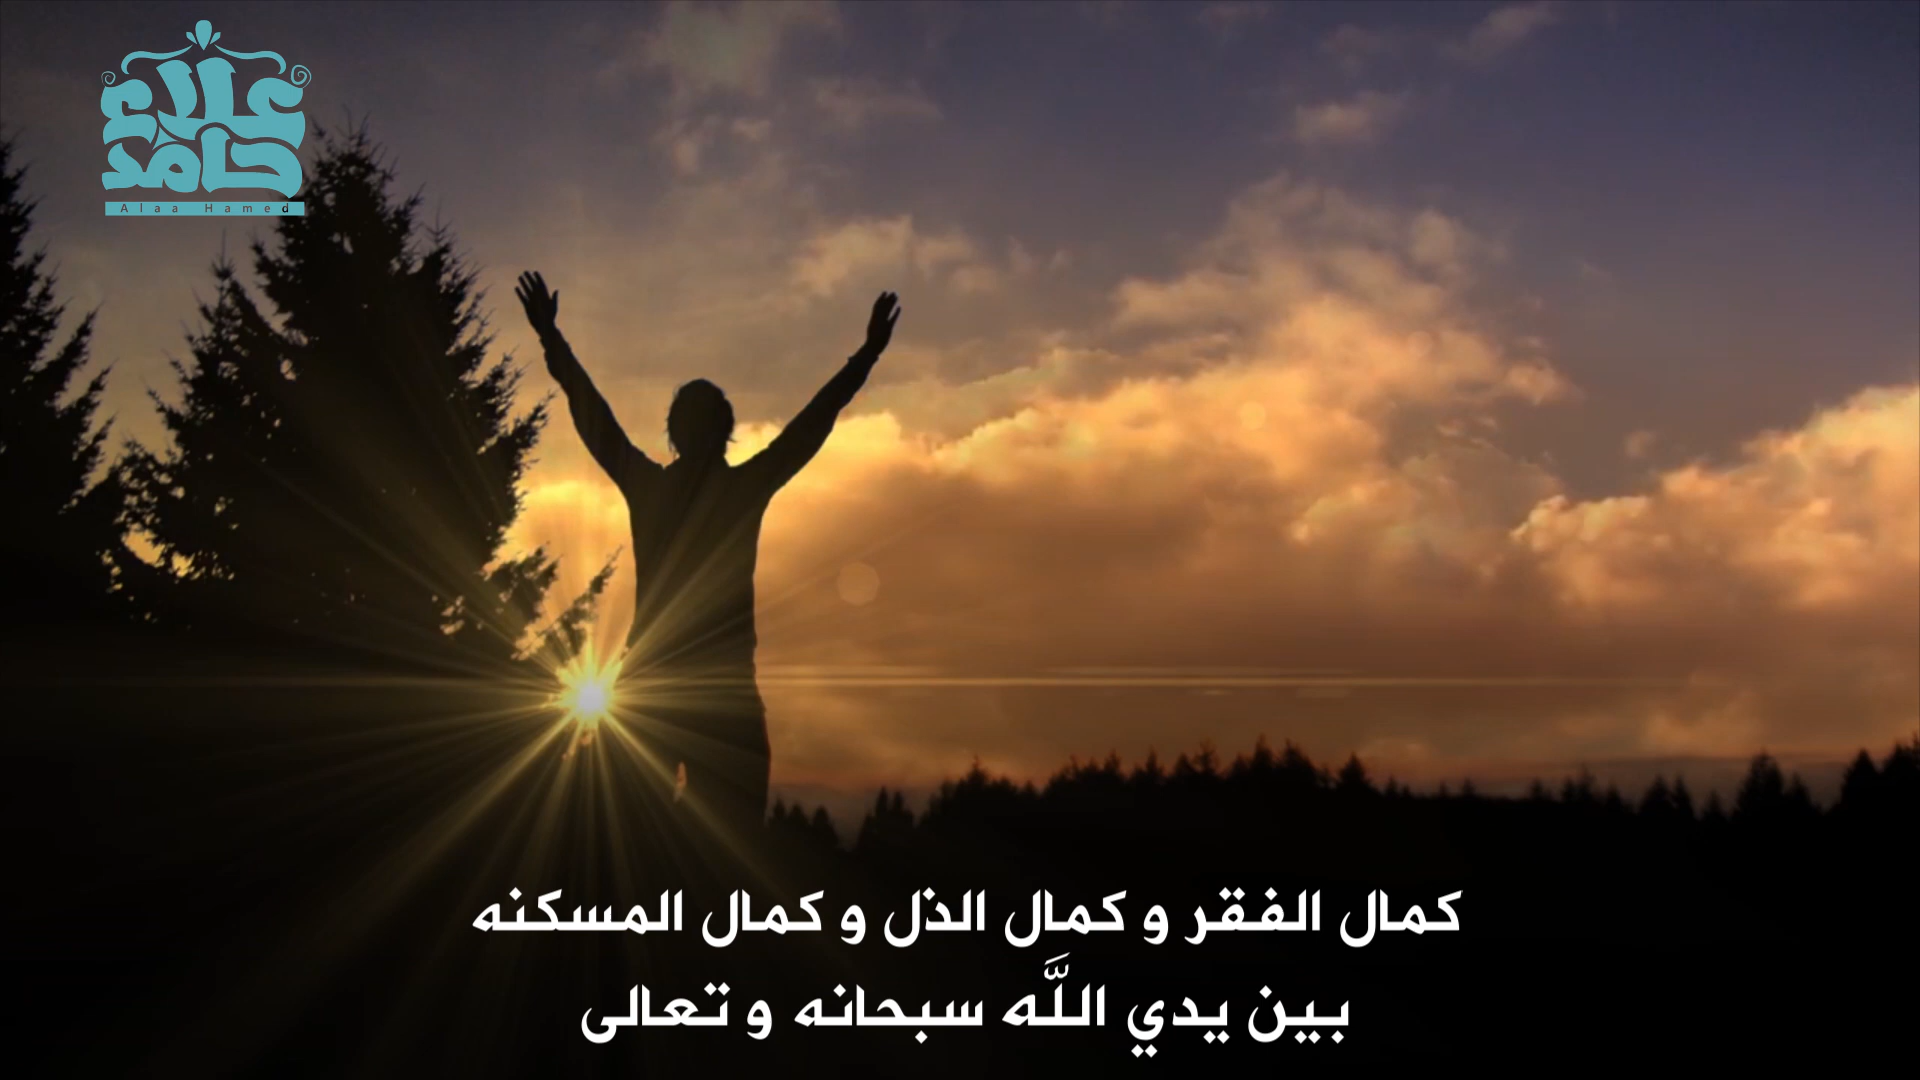 علاء
حامد
Alaa Hamed
كمال الفقر و كمال الذل و كمال المسكنه
بين يدي اللَّه سبحانه و تعالى